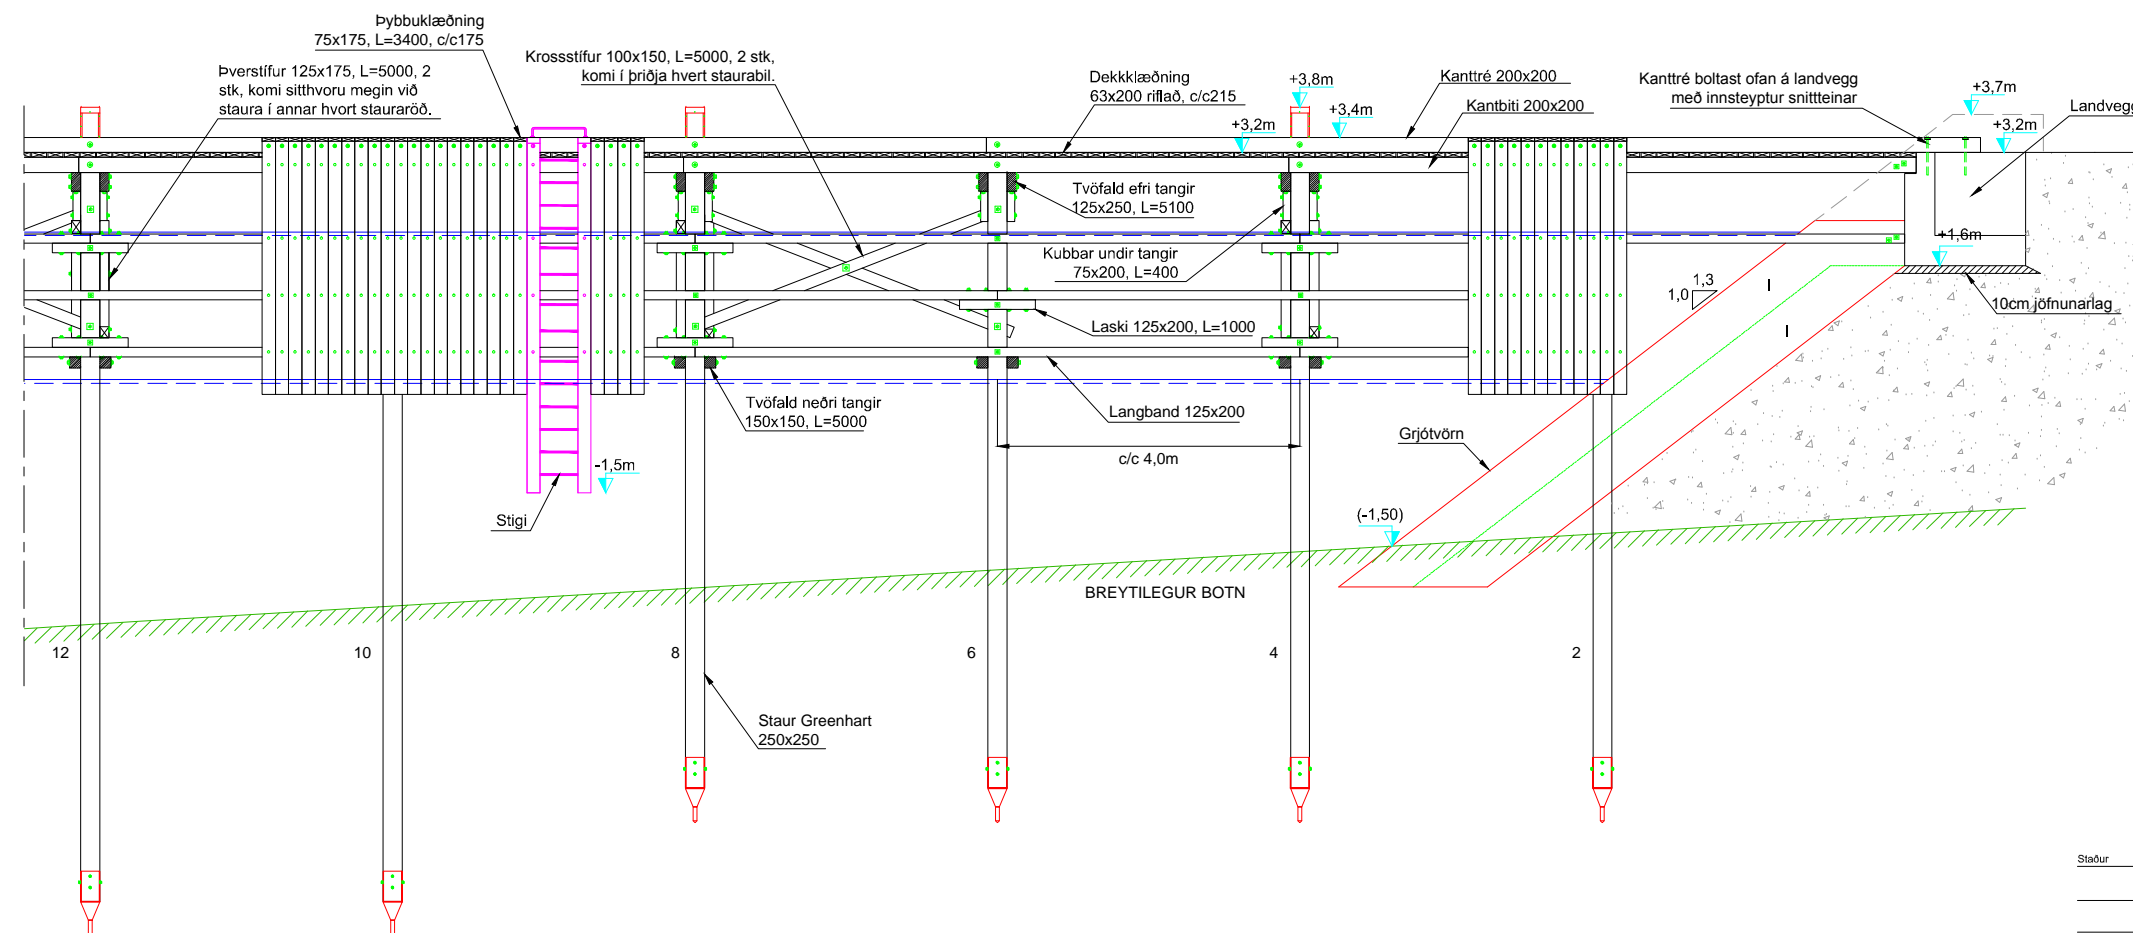 Þybbuklæðning
75x175, L=3400, c/c175
Þverstífur 125x175, L=5000, 2
stk, komi sitthvoru megin við
staura í annar hvort stauraröð.
Krossstífur 100x150, L=5000, 2 stk,
komi í þriðja hvert staurabil.
Dekkklæðning
63x200 riflað, c/c215
+3,8m
+3,4m
+3,2m
Kanttré 200x200
Kantbiti 200x200
Kanttré boltast ofan á landvegg
með innsteyptur snittteinar
+3,7m
Landvegg
+3,2m
Tvöfald efri tangir
125x250, L=5100
Kubbar undir tangir
75x200, L=400
+1,6m
1,3
1,0
10cm jöfnunarlag
Laski 125x200, L=1000
Tvöfald neðri tangir
150x150, L=5000
Langband 125x200
c/c 4,0m
Grjótvörn
-1,5m
Stigi
(-1,50)
BREYTILEGUR BOTN
12
10
8
6
4
2
Staur Greenhart
250x250
Staður